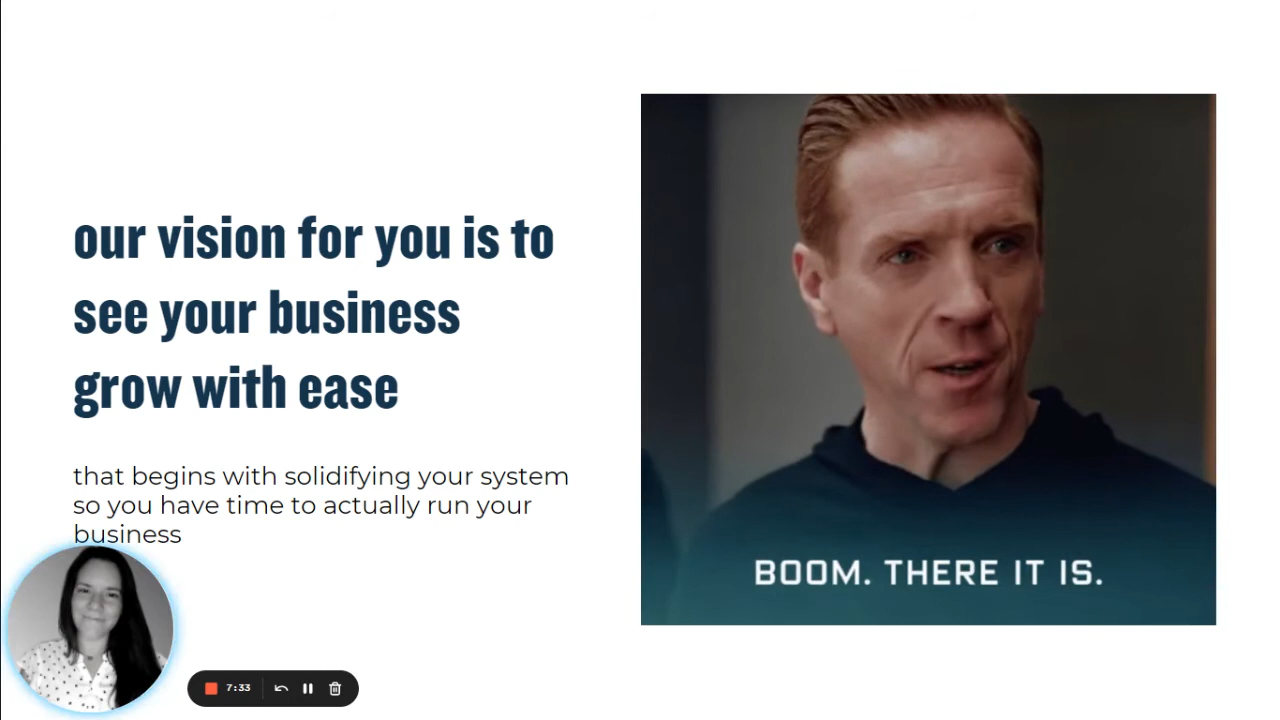 our vision for you is to
see your business
grow with ease
that begins with solidifying your system
so you have time to actually run your
business
BOOM. THERE IT IS.
7:33